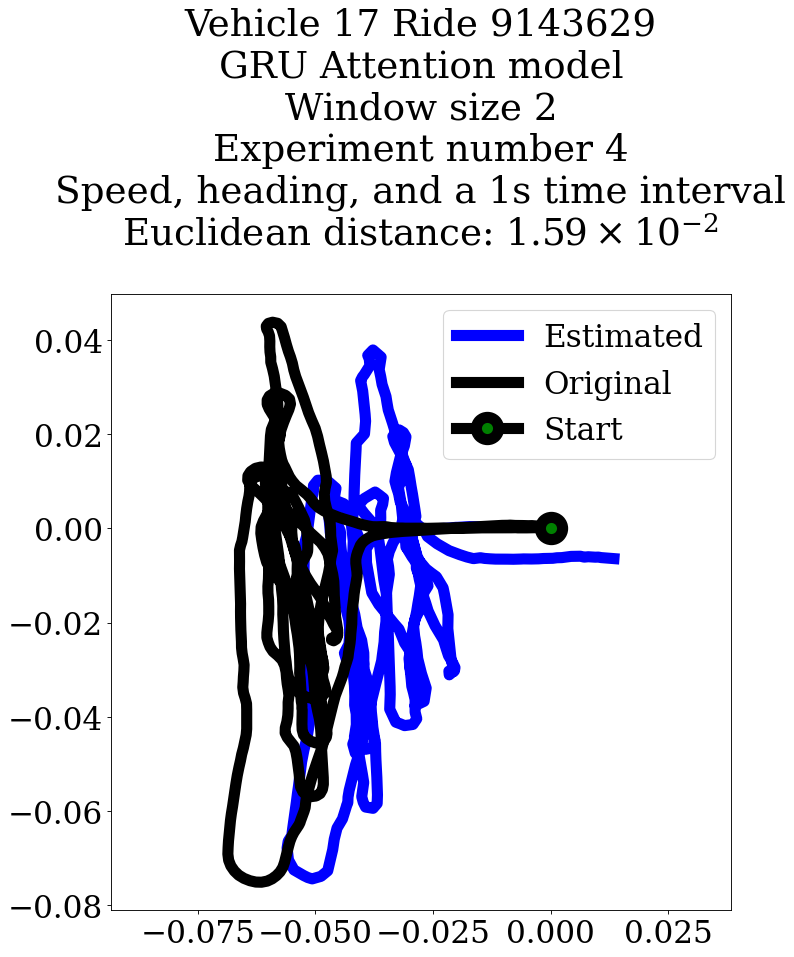 Vehicle 17 Ride 9143629
GRU Attention model
Window size 2
Experiment number 4
Speed, heading, and a 1s time interval
Euclidean distance: 1.59 × 10⁻²
Estimated
Original
Start
0.04
0.02
0.00
−0.02
−0.04
−0.06
−0.08
−0.075 −0.050 −0.025 0.000 0.025